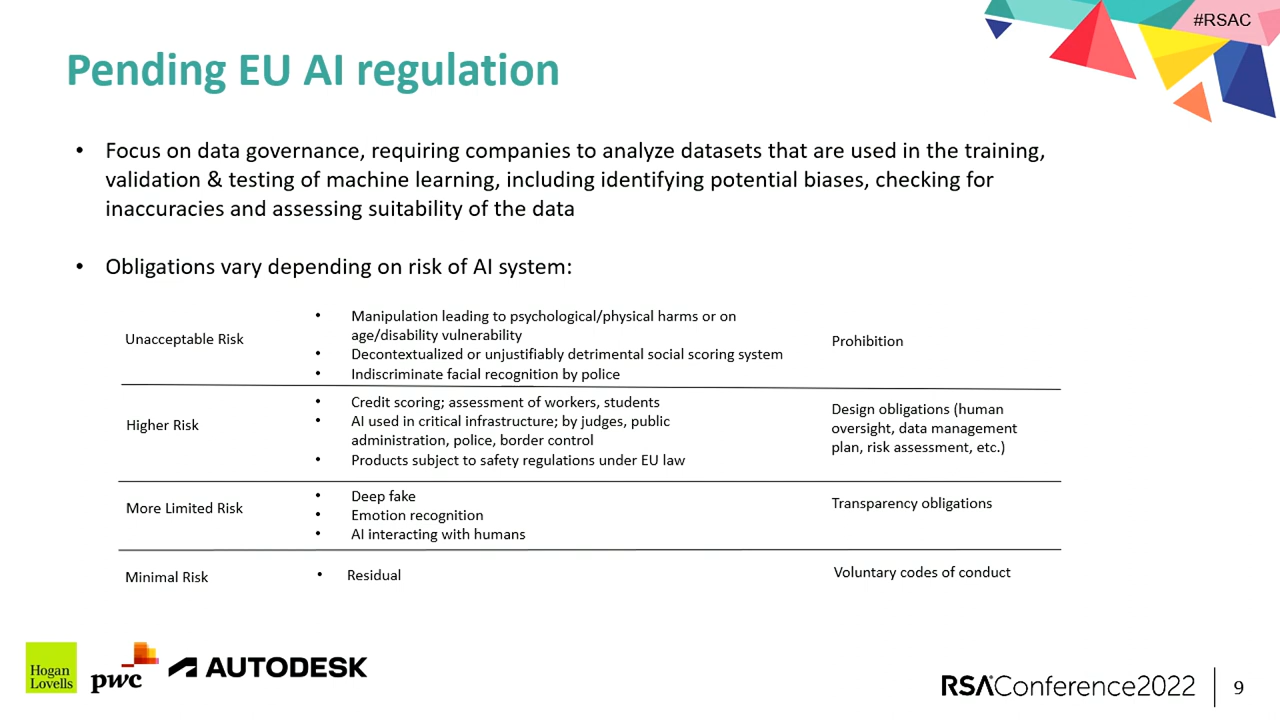 #RSAC
Pending EU AI regulation
• Focus on data governance, requiring companies to analyze datasets that are used in the training,
validation & testing of machine learning, including identifying potential biases, checking for
inaccuracies and assessing suitability of the data
• Obligations vary depending on risk of AI system:
Unacceptable Risk
• Manipulation leading to psychological/physical harms or on
age/disability vulnerability
• Decontextualized or unjustifiably detrimental social scoring system
• Indiscriminate facial recognition by police
Prohibition
Higher Risk
• Credit scoring; assessment of workers, students
• AI used in critical infrastructure; by judges, public
administration, police, border control
• Products subject to safety regulations under EU law
Design obligations (human
oversight, data management
plan, risk assessment, etc.)
More Limited Risk
• Deep fake
• Emotion recognition
• AI interacting with humans
Transparency obligations
Minimal Risk
• Residual
Voluntary codes of conduct
Hogan
Lovells
pwc
AUTODESK
RSAConference2022
9